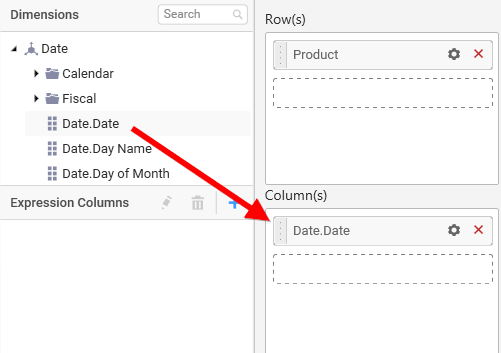 Dimensions
Search
Date
Calendar
Fiscal
Date.Date
Date.Day Name
Date.Day of Month
Expression Columns
Row(s)
Product
Column(s)
Date.Date